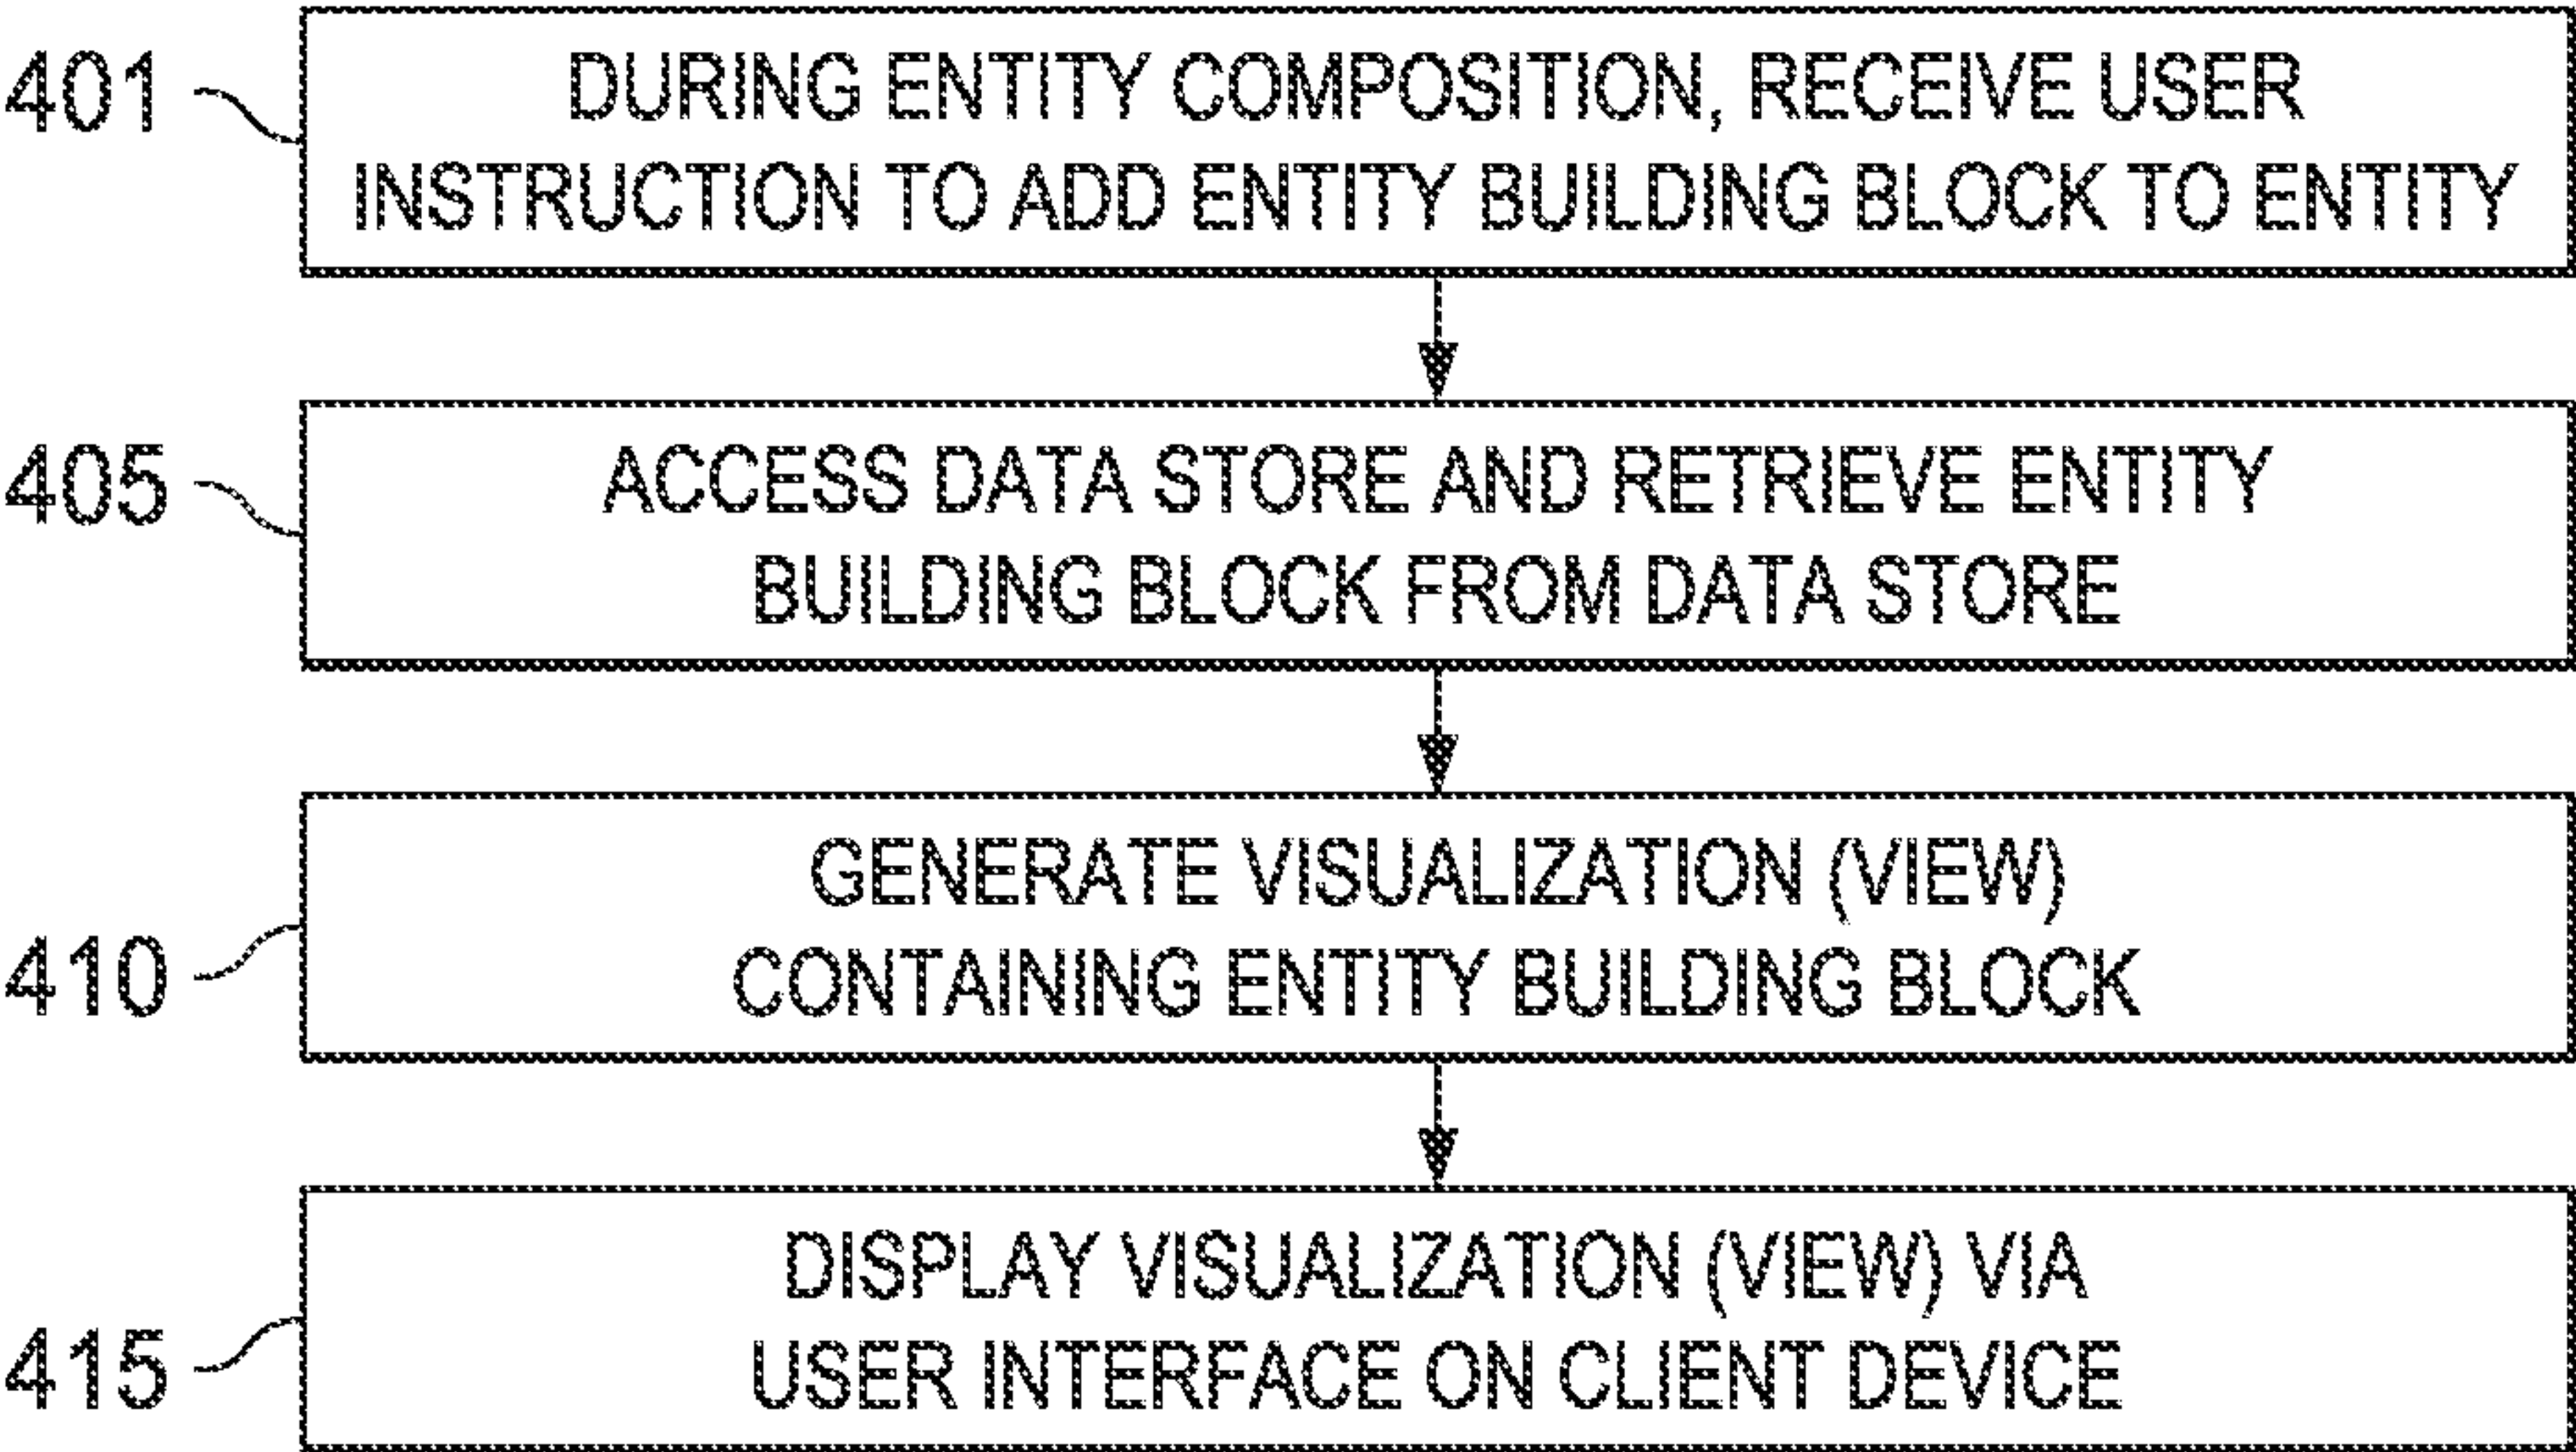 401
DURING ENTITY COMPOSITION, RECEIVE USER
INSTRUCTION TO ADD ENTITY BUILDING BLOCK TO ENTITY
405
ACCESS DATA STORE AND RETRIEVE ENTITY
BUILDING BLOCK FROM DATA STORE
GENERATE VISUALIZATION (VIEW)
410
CONTAINING ENTITY BUILDING BLOCK
DISPLAY VISUALIZATION (VIEW) VIA
415
USER INTERFACE ON CLIENT DEVICE